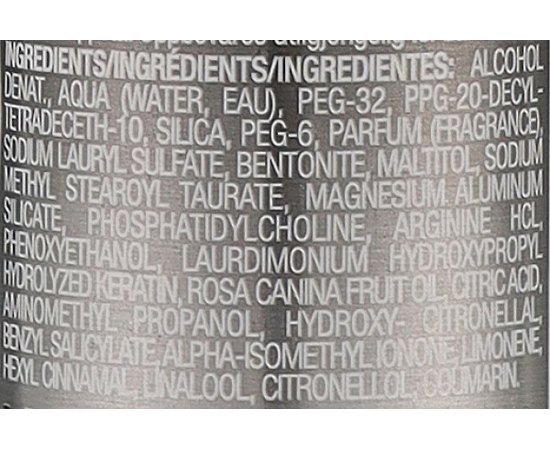 INGREDIENTS/INGRÉDIENTS/INGREDIENTES: ALCOHOL
DENAT., AQUA (WATER, EAU), PEG-32, PPG-20-DECYL-
TETRADECETH-10, SILICA, PEG-6, PARFUM (FRAGRANCE),
SODIUM LAURYL SULFATE, BENTONITE, MALTITOL, SODIUM
METHYL STEAROYL TAURATE, MAGNESIUM ALUMINUM
SILICATE, PHOSPHATIDYLCHOLINE, ARGININE HCL,
PHENOXYETHANOL, LAURDIMONIUM HYDROXYPROPYL
HYDROLYZED KERATIN, ROSA CANINA FRUIT OIL, CITRIC ACID,
AMINOMETHYL PROPANOL, HYDROXY- CITRONELLAL,
BENZYL SALICYLATE, ALPHA-ISOMETHYL IONONE, LIMONENE,
HEXYL CINNAMAL, LINALOOL, CITRONELLOL, COUMARIN.